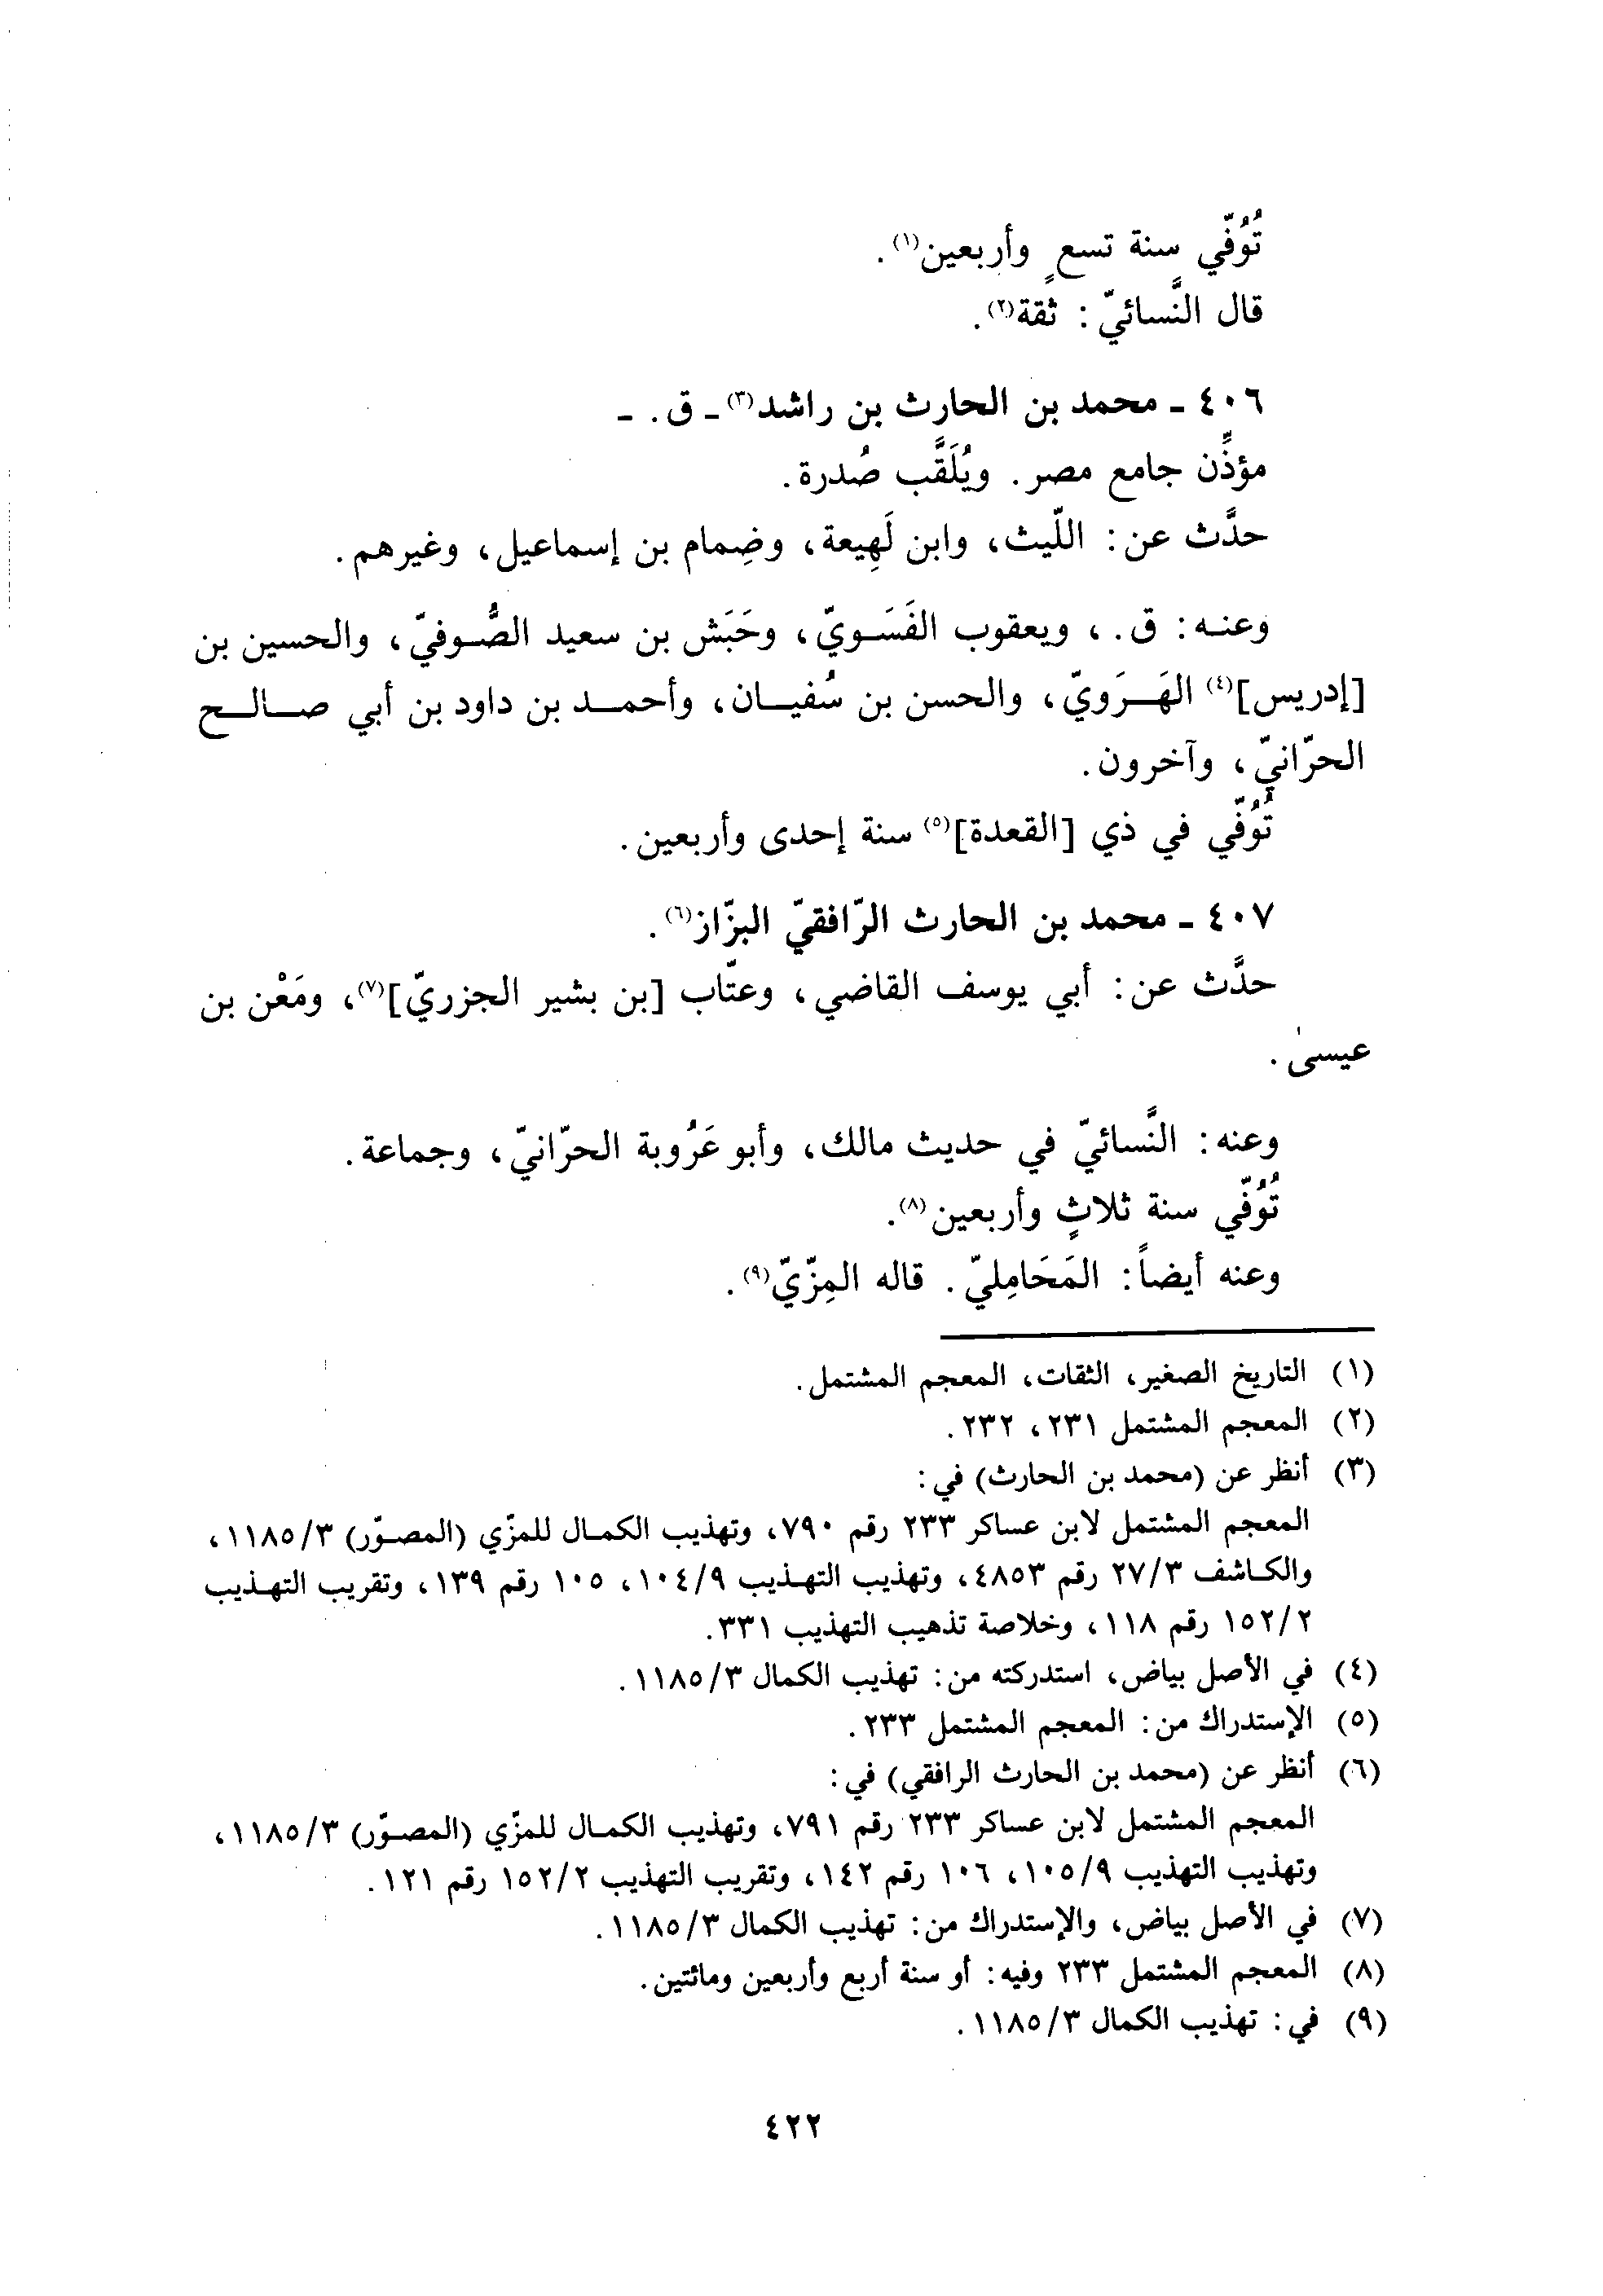 تُوُفّي سنة تسعٍ وأربعين(١).
قال النَّسائيّ: ثقة(٢).
٤٠٦ - محمد بن الحارث بن راشد(٣) - ق. -
مؤذِّن جامع مصر. ويُلَقَّب صُدرة.
حدَّث عن: اللّيث، وابن لَهِيعة، وضِمام بن إسماعيل، وغيرهم.
وعنه: ق.، ويعقوب الفَسَويّ، وحَبَش بن سعيد الصُّوفيّ، والحسين بن
[إدريس](٤) الهَرَويّ، والحسن بن سُفيان، وأحمد بن داود بن أبي صالح
الحرّانيّ، وآخرون.
تُوُفّي في ذي [القعدة](٥) سنة إحدى وأربعين.
٤٠٧ - محمد بن الحارث الرّافقيّ البزّاز(٦).
حدَّث عن: أبي يوسف القاضي، وعتّاب [بن بشير الجزريّ](٧)، ومَعْن بن
عيسىٰ.
وعنه: النَّسائيّ في حديث مالك، وأبو عَرُوبة الحرّانيّ، وجماعة.
تُوُفّي سنة ثلاثٍ وأربعين(٨).
وعنه أيضاً: المَحَامِليّ. قاله المِزّيّ(٩).
(١) التاريخ الصغير، الثقات، المعجم المشتمل.
(٢) المعجم المشتمل ٢٣١، ٢٣٢.
(٣) أنظر عن (محمد بن الحارث) في:
المعجم المشتمل لابن عساكر ٢٣٣ رقم ٧٩٠، وتهذيب الكمال للمزّي (المصوّر) ١١٨٥/٣،
والكاشف ٢٧/٣ رقم ٤٨٥٣، وتهذيب التهذيب ١٠٤/٩، ١٠٥ رقم ١٣٩، وتقريب التهذيب
١٥٢/٢ رقم ١١٨، وخلاصة تذهيب التهذيب ٣٣١.
(٤) في الأصل بياض، استدركته من: تهذيب الكمال ١١٨٥/٣.
(٥) الإستدراك من: المعجم المشتمل ٢٣٣.
(٦) أنظر عن (محمد بن الحارث الرافقي) في:
المعجم المشتمل لابن عساكر ٢٣٣ رقم ٧٩١، وتهذيب الكمال للمزّي (المصوّر) ١١٨٥/٣،
وتهذيب التهذيب ١٠٥/٩، ١٠٦ رقم ١٤٢، وتقريب التهذيب ١٥٢/٢ رقم ١٢١.
(٧) في الأصل بياض، والإستدراك من: تهذيب الكمال ١١٨٥/٣.
(٨) المعجم المشتمل ٢٣٣ وفيه: أو سنة أربع وأربعين ومائتين.
(٩) في: تهذيب الكمال ١١٨٥/٣.
٤٢٢